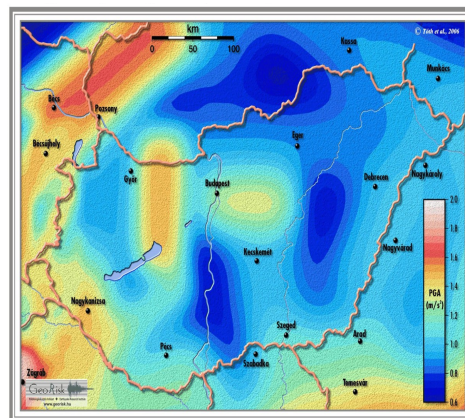 km
0 50 100
© Tóth et al., 2006
Kassa
Munkács
Bécs
Pozsony
Bécsújhely
Eger
Győr
Nagykároly
Budapest
Debrecen
Nagyvárad
Kecskemét
Nagykanizsa
Szeged
Arad
Pécs
Szabadka
Temesvár
Zágráb
GeoRisk
www.georisk.hu
PGA
(m/s²)
2.0
1.8
1.6
1.4
1.2
1.0
0.8
0.6